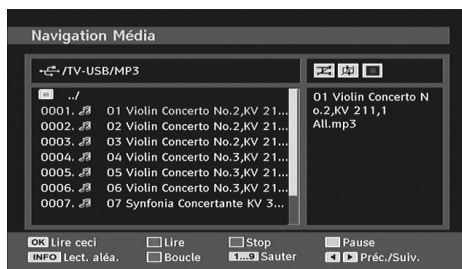 Navigation Média
/TV-USB/MP3
../
0001. 01 Violin Concerto No.2,KV 21...
0002. 02 Violin Concerto No.2,KV 21...
0003. 03 Violin Concerto No.2,KV 21...
0004. 04 Violin Concerto No.3,KV 21...
0005. 05 Violin Concerto No.3,KV 21...
0006. 06 Violin Concerto No.3,KV 21...
0007. 07 Synfonia Concertante KV 3...
01 Violin Concerto N
o.2,KV 211,1
All.mp3
OK Lire ceci Lire Stop Pause
INFO Lect. aléa. Boucle 1...9 Sauter Préc./Suiv.